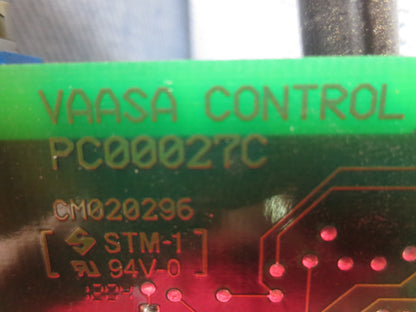 VAASA CONTROL
PC00027C
CM020296
STM-1
94V-0